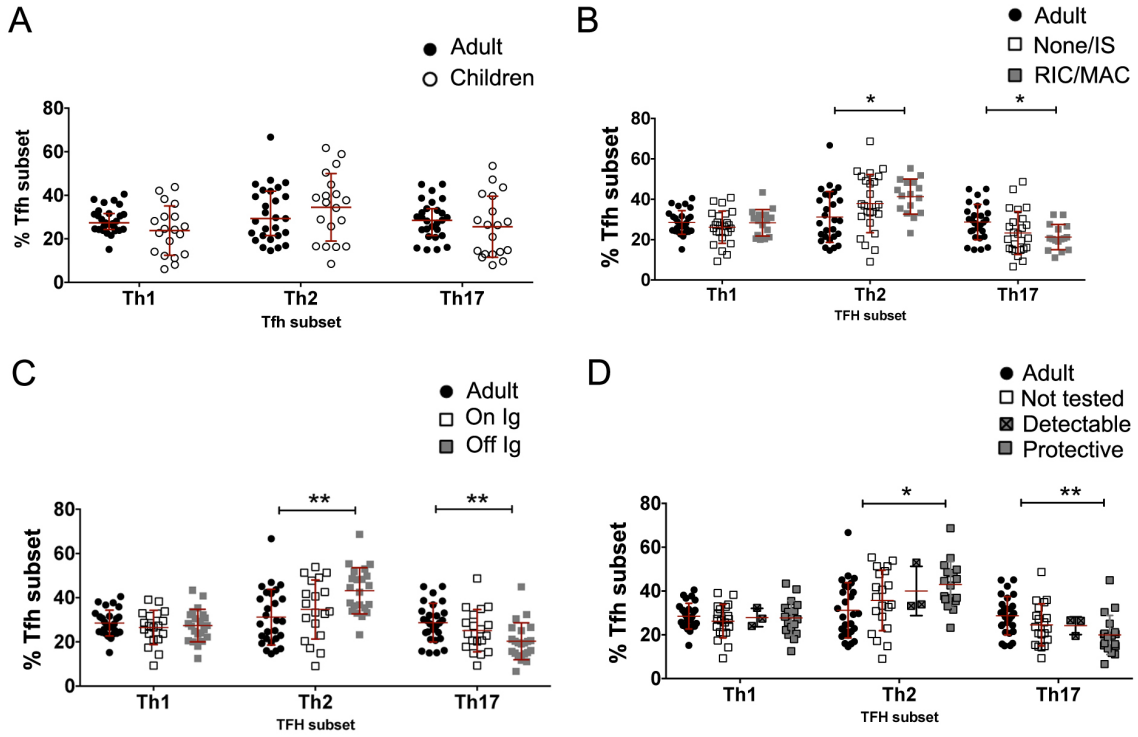 A
Adult
Children
% Tfh subset
80
60
40
20
0
Th1 Th2 Th17
Tfh subset
B
Adult
None/IS
RIC/MAC
% Tfh subset
80
60
40
20
0
* *
Th1 Th2 Th17
TFH subset
C
Adult
On Ig
Off Ig
% Tfh subset
80
60
40
20
0
** **
Th1 Th2 Th17
TFH subset
D
Adult
Not tested
Detectable
Protective
% Tfh subset
80
60
40
20
0
* **
Th1 Th2 Th17
TFH subset